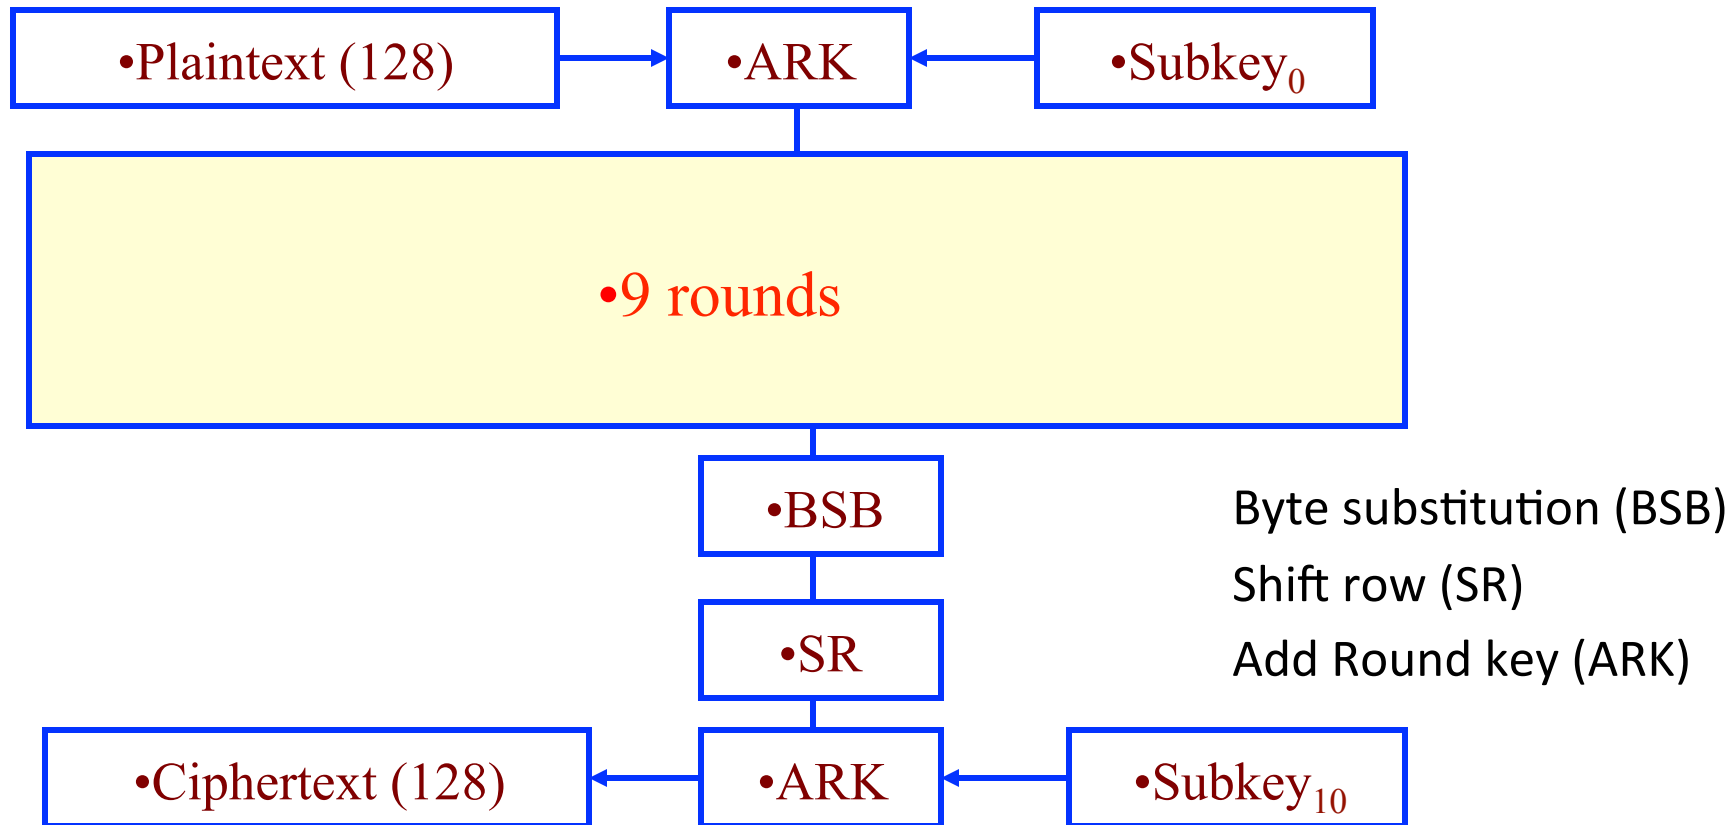 •Plaintext (128)
•ARK
•Subkey₀
•9 rounds
•BSB
Byte substitution (BSB)
Shift row (SR)
•SR
Add Round key (ARK)
•Ciphertext (128)
•ARK
•Subkey₁₀